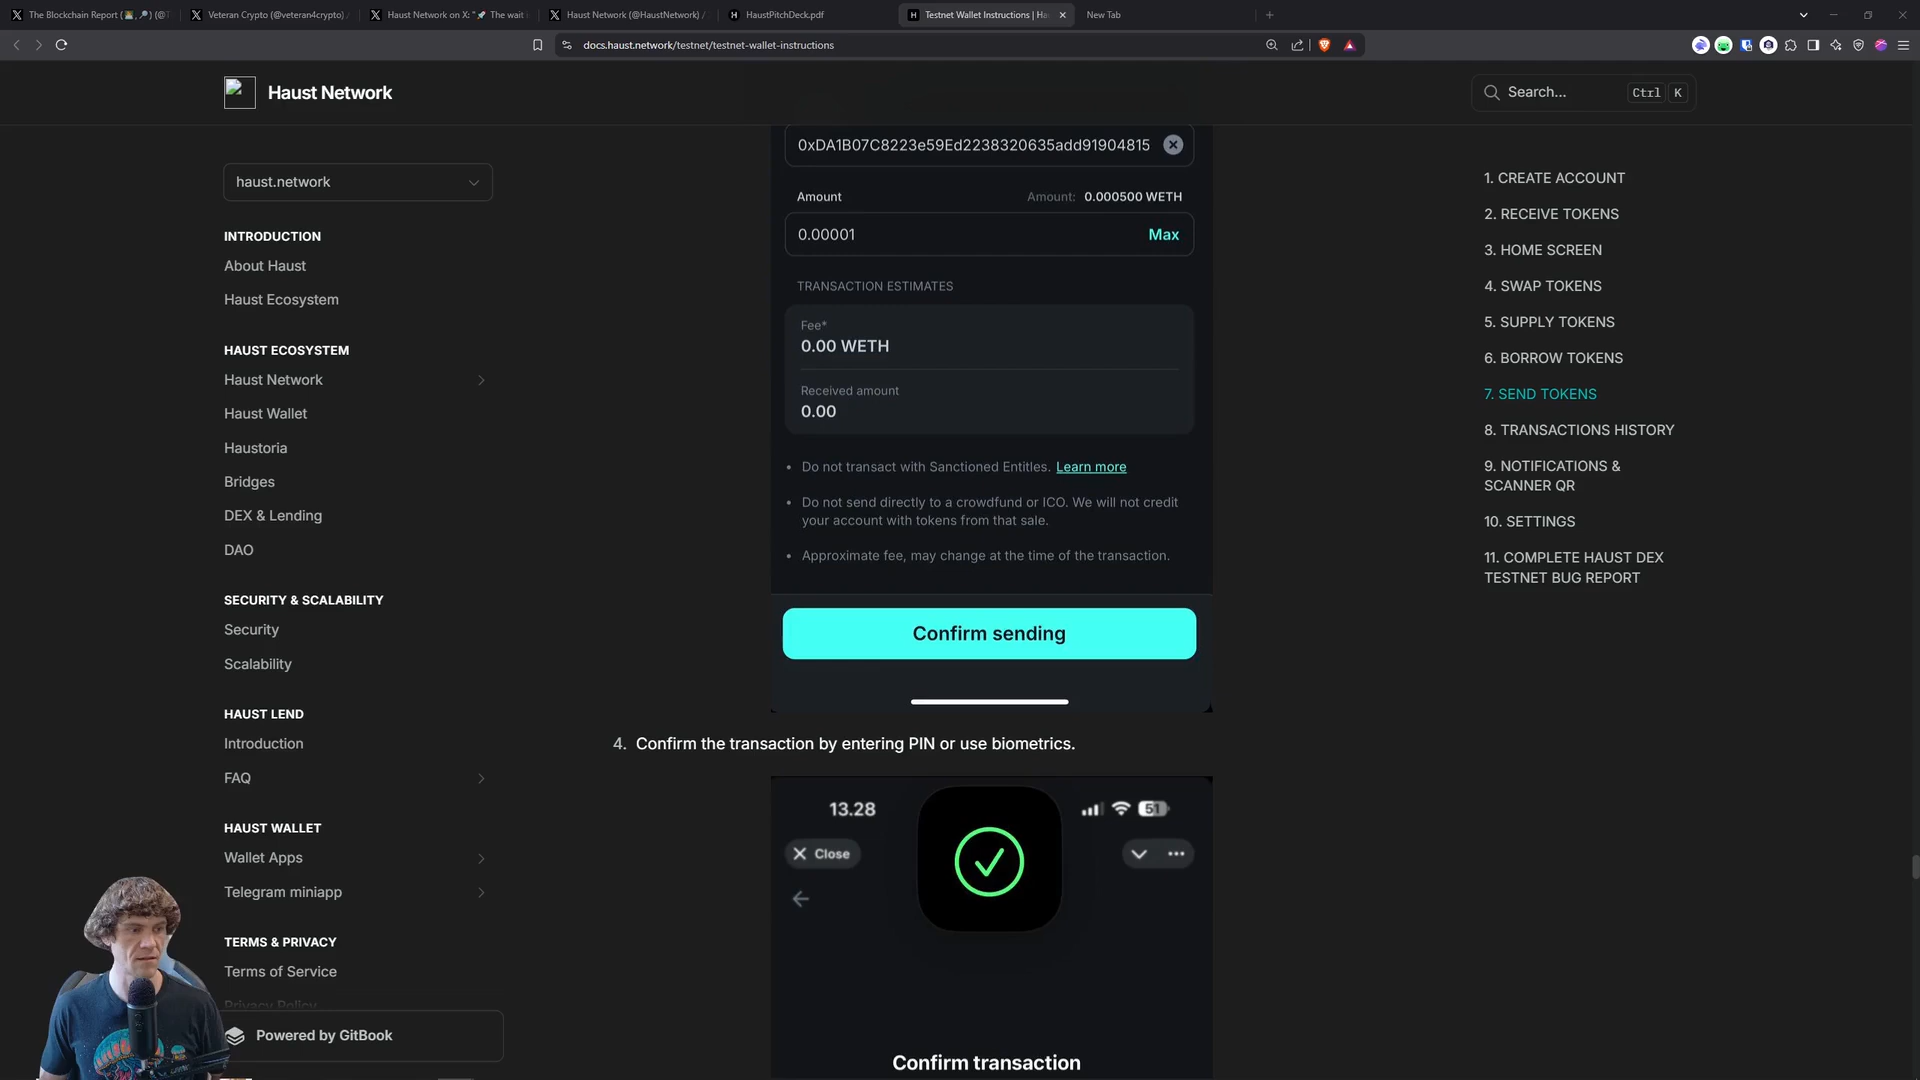 The Blockchain Report
Veteran Crypto (@veteran4crypto) /
Haust Network on X: "🚀 The wait
Haust Network (@HaustNetwork) /
HaustPitchDeck.pdf
Testnet Wallet Instructions | Ha
New Tab
docs.haust.network/testnet/testnet-wallet-instructions
Haust Network
Search...
Ctrl K
haust.network
INTRODUCTION
About Haust
Haust Ecosystem
HAUST ECOSYSTEM
Haust Network
Haust Wallet
Haustoria
Bridges
DEX & Lending
DAO
SECURITY & SCALABILITY
Security
Scalability
HAUST LEND
Introduction
FAQ
HAUST WALLET
Wallet Apps
Telegram miniapp
TERMS & PRIVACY
Terms of Service
Privacy Policy
Powered by GitBook
0xDA1B07C8223e59Ed2238320635add91904815
Amount
Amount: 0.000500 WETH
0.00001
Max
TRANSACTION ESTIMATES
Fee*
0.00 WETH
Received amount
0.00
• Do not transact with Sanctioned Entitles. Learn more
• Do not send directly to a crowdfund or ICO. We will not credit
your account with tokens from that sale.
• Approximate fee, may change at the time of the transaction.
Confirm sending
4. Confirm the transaction by entering PIN or use biometrics.
13.28
51
Close
Confirm transaction
1. CREATE ACCOUNT
2. RECEIVE TOKENS
3. HOME SCREEN
4. SWAP TOKENS
5. SUPPLY TOKENS
6. BORROW TOKENS
7. SEND TOKENS
8. TRANSACTIONS HISTORY
9. NOTIFICATIONS &
SCANNER QR
10. SETTINGS
11. COMPLETE HAUST DEX
TESTNET BUG REPORT